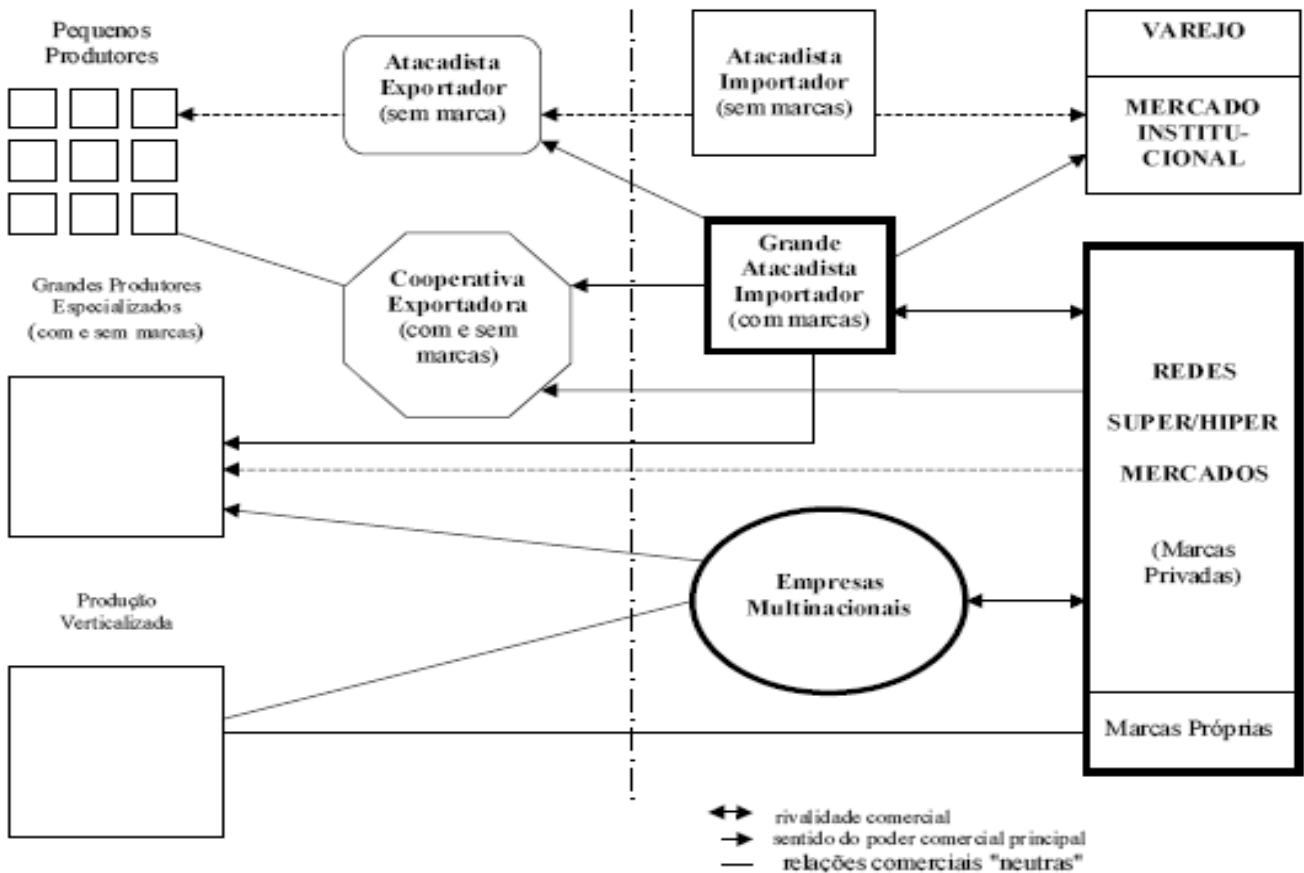 Pequenos
Produtores
Atacadista
Exportador
(sem marca)
Atacadista
Importador
(sem marcas)
VAREJO
MERCADO
INSTITU-
CIONAL
Grandes Produtores
Especializados
(com e sem marcas)
Cooperativa
Exportadora
(com e sem
marcas)
Grande
Atacadista
Importador
(com marcas)
REDES
SUPER/HIPER
MERCADOS
(Marcas
Privadas)
Produção
Verticalizada
Empresas
Multinacionais
Marcas Próprias
rivalidade comercial
sentido do poder comercial principal
relações comerciais "neutras"